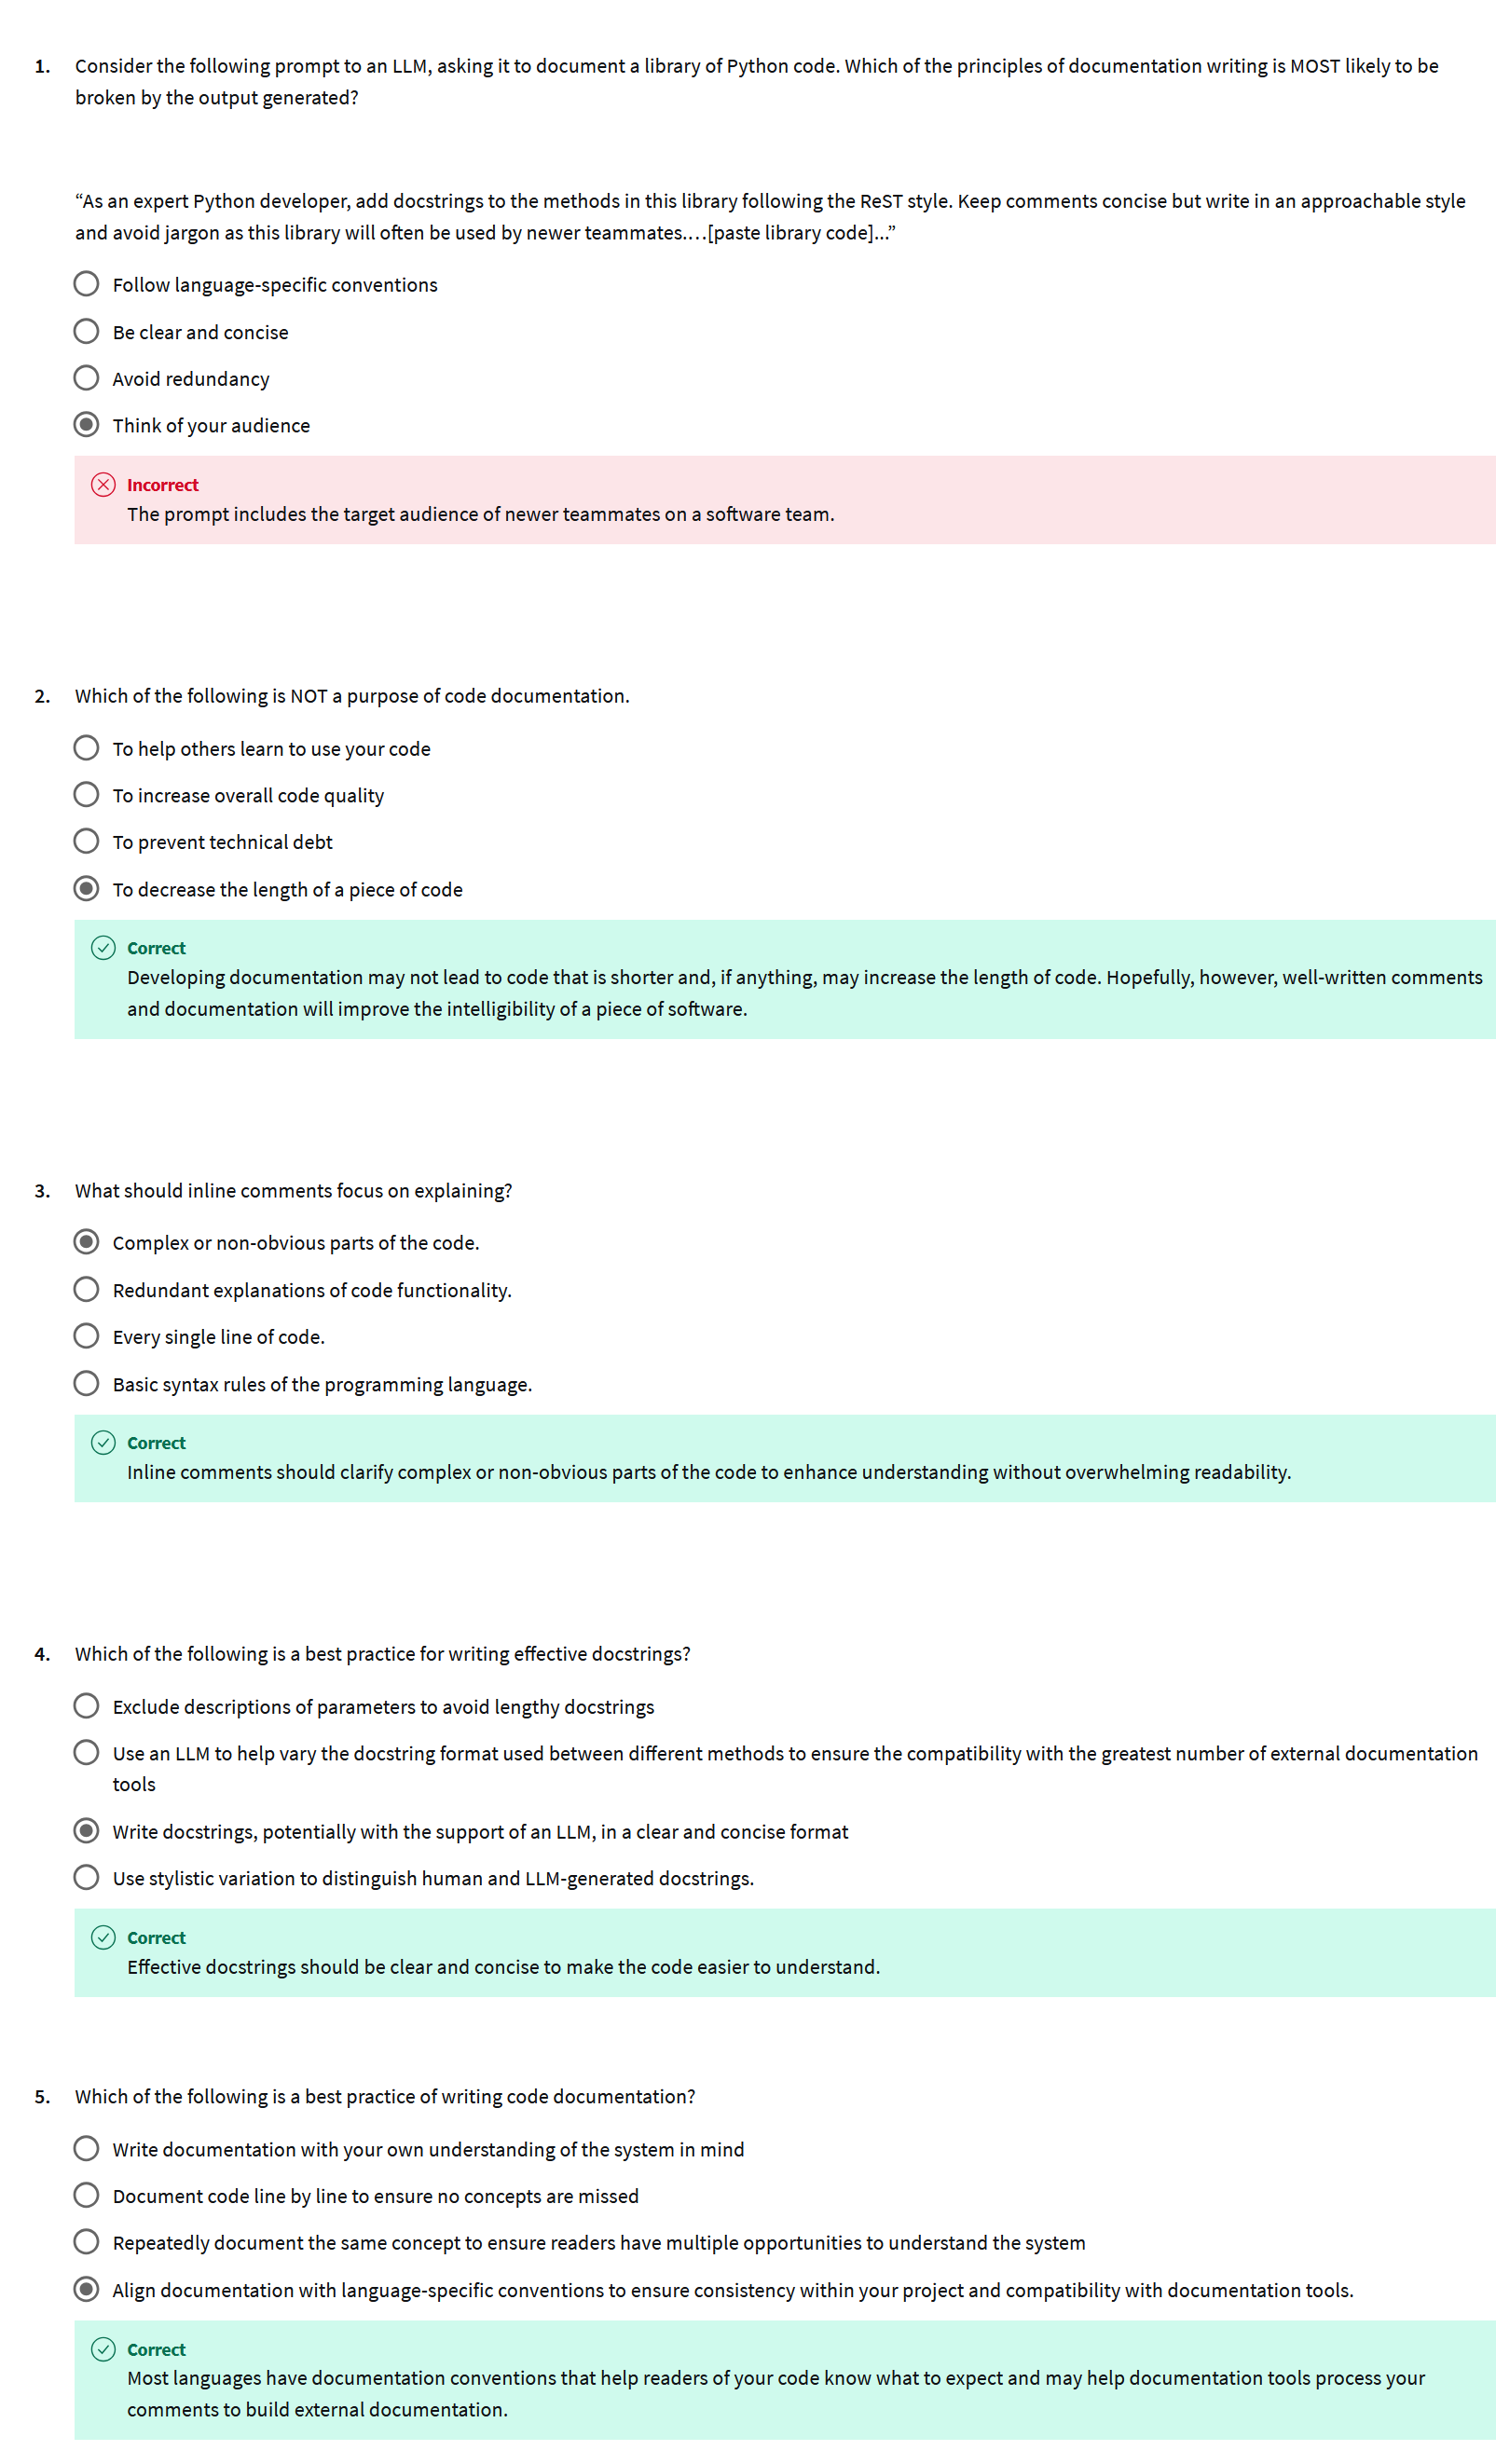 1. Consider the following prompt to an LLM, asking it to document a library of Python code. Which of the principles of documentation writing is MOST likely to be
broken by the output generated?
“As an expert Python developer, add docstrings to the methods in this library following the ReST style. Keep comments concise but write in an approachable style
and avoid jargon as this library will often be used by newer teammates.…[paste library code]...”
Follow language-specific conventions
Be clear and concise
Avoid redundancy
Think of your audience
Incorrect
The prompt includes the target audience of newer teammates on a software team.
2. Which of the following is NOT a purpose of code documentation.
To help others learn to use your code
To increase overall code quality
To prevent technical debt
To decrease the length of a piece of code
Correct
Developing documentation may not lead to code that is shorter and, if anything, may increase the length of code. Hopefully, however, well-written comments
and documentation will improve the intelligibility of a piece of software.
3. What should inline comments focus on explaining?
Complex or non-obvious parts of the code.
Redundant explanations of code functionality.
Every single line of code.
Basic syntax rules of the programming language.
Correct
Inline comments should clarify complex or non-obvious parts of the code to enhance understanding without overwhelming readability.
4. Which of the following is a best practice for writing effective docstrings?
Exclude descriptions of parameters to avoid lengthy docstrings
Use an LLM to help vary the docstring format used between different methods to ensure the compatibility with the greatest number of external documentation
tools
Write docstrings, potentially with the support of an LLM, in a clear and concise format
Use stylistic variation to distinguish human and LLM-generated docstrings.
Correct
Effective docstrings should be clear and concise to make the code easier to understand.
5. Which of the following is a best practice of writing code documentation?
Write documentation with your own understanding of the system in mind
Document code line by line to ensure no concepts are missed
Repeatedly document the same concept to ensure readers have multiple opportunities to understand the system
Align documentation with language-specific conventions to ensure consistency within your project and compatibility with documentation tools.
Correct
Most languages have documentation conventions that help readers of your code know what to expect and may help documentation tools process your
comments to build external documentation.